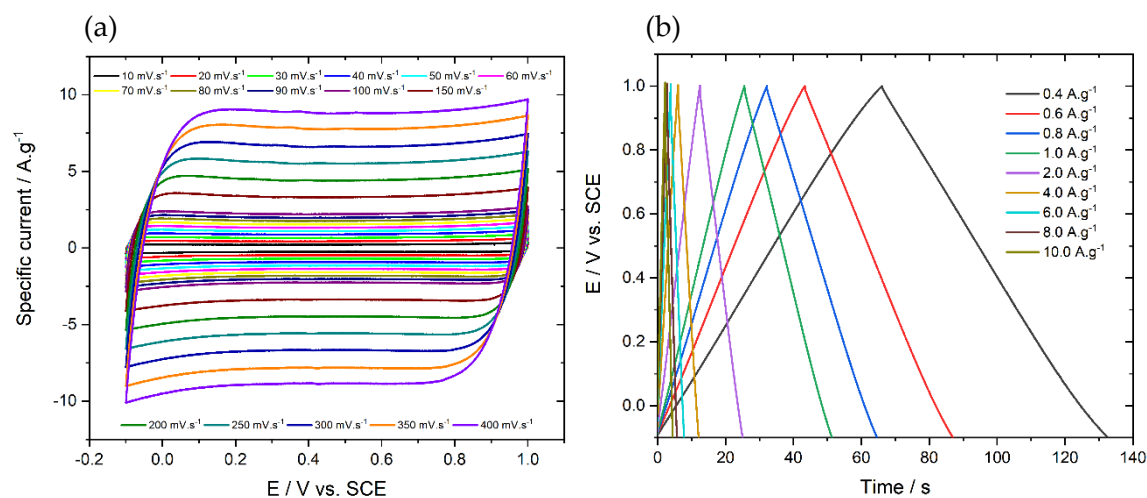 (a)
(b)
10 mV.s⁻¹ 20 mV.s⁻¹ 30 mV.s⁻¹ 40 mV.s⁻¹ 50 mV.s⁻¹ 60 mV.s⁻¹
70 mV.s⁻¹ 80 mV.s⁻¹ 90 mV.s⁻¹ 100 mV.s⁻¹ 150 mV.s⁻¹
10
5
0
-5
-10
Specific current / A.g⁻¹
200 mV.s⁻¹ 250 mV.s⁻¹ 300 mV.s⁻¹ 350 mV.s⁻¹ 400 mV.s⁻¹
-0.2 0.0 0.2 0.4 0.6 0.8 1.0
E / V vs. SCE
1.0
0.8
0.6
0.4
0.2
0.0
E / V vs. SCE
0.4 A.g⁻¹
0.6 A.g⁻¹
0.8 A.g⁻¹
1.0 A.g⁻¹
2.0 A.g⁻¹
4.0 A.g⁻¹
6.0 A.g⁻¹
8.0 A.g⁻¹
10.0 A.g⁻¹
0 20 40 60 80 100 120 140
Time / s